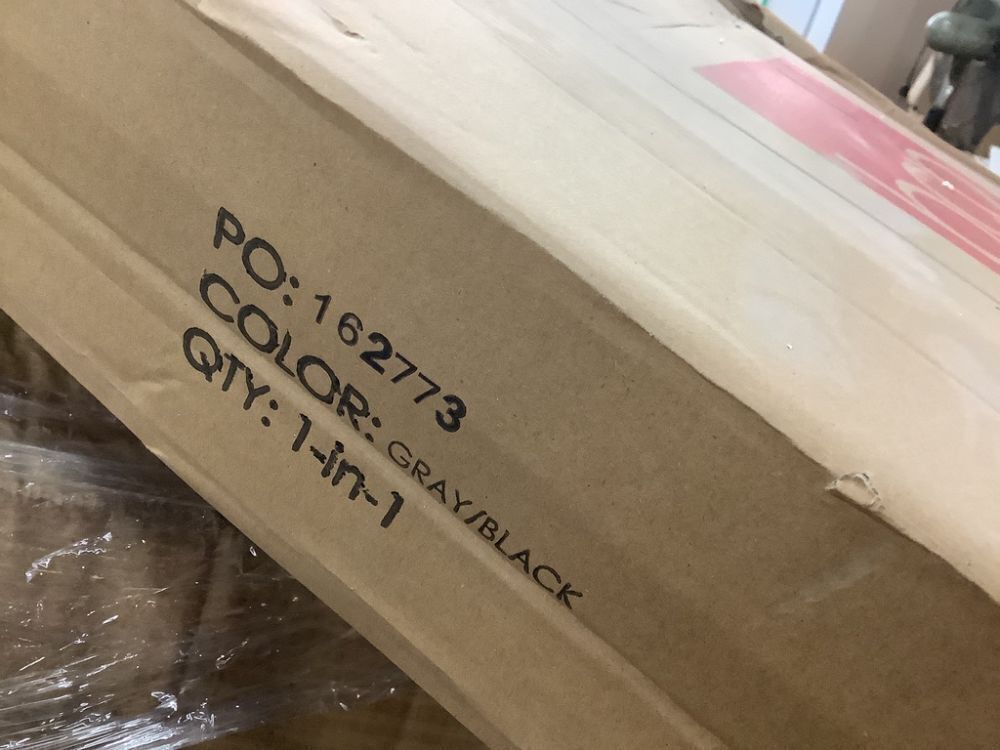 PO: 162773
COLOR: GRAY/BLACK
QTY: 1-in-1